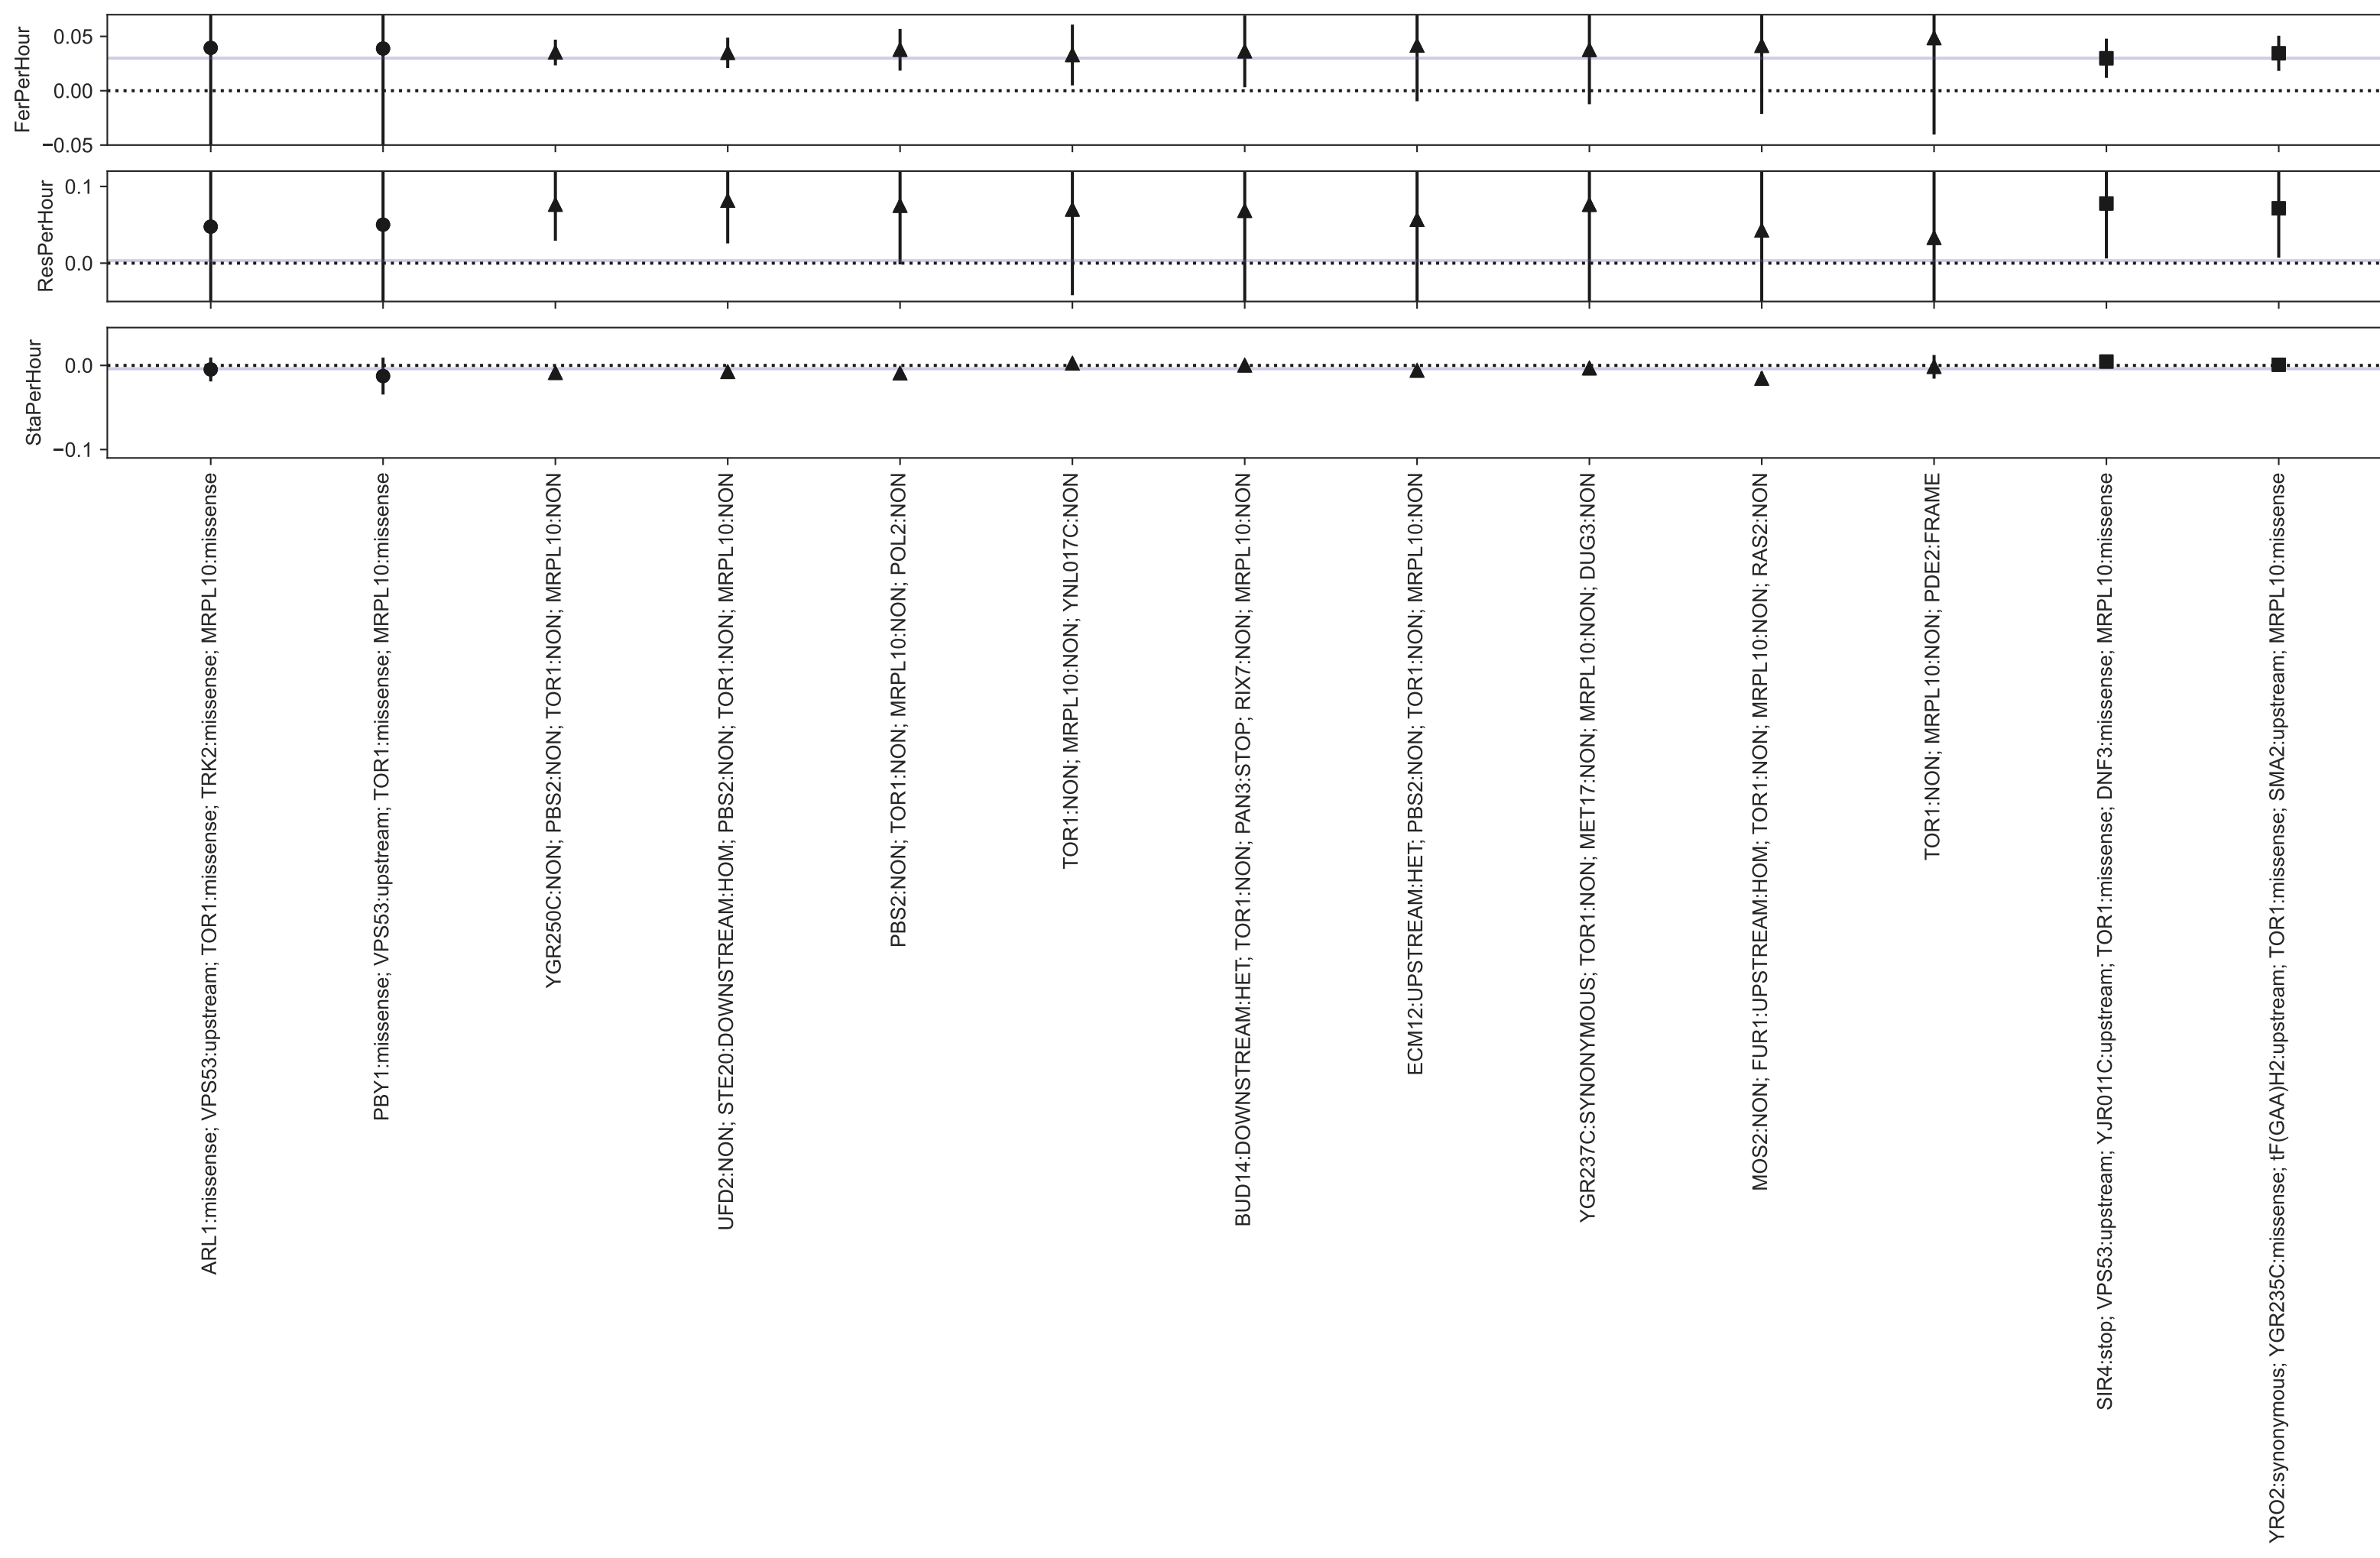 FerPerHour
0.05
0.00
−0.05
ResPerHour
0.1
0.0
StaPerHour
0.0
−0.1
ARL1:missense; VPS53:upstream; TOR1:missense; TRK2:missense; MRPL10:missense
PBY1:missense; VPS53:upstream; TOR1:missense; MRPL10:missense
YGR250C:NON; PBS2:NON; TOR1:NON; MRPL10:NON
UFD2:NON; STE20:DOWNSTREAM:HOM; PBS2:NON; TOR1:NON; MRPL10:NON
PBS2:NON; TOR1:NON; MRPL10:NON; POL2:NON
TOR1:NON; MRPL10:NON; YNL017C:NON
BUD14:DOWNSTREAM:HET; TOR1:NON; PAN3:STOP; RIX7:NON; MRPL10:NON
ECM12:UPSTREAM:HET; PBS2:NON; TOR1:NON; MRPL10:NON
YGR237C:SYNONYMOUS; TOR1:NON; MET17:NON; MRPL10:NON; DUG3:NON
MOS2:NON; FUR1:UPSTREAM:HOM; TOR1:NON; MRPL10:NON; RAS2:NON
TOR1:NON; MRPL10:NON; PDE2:FRAME
SIR4:stop; VPS53:upstream; YJR011C:upstream; TOR1:missense; DNF3:missense; MRPL10:missense
YRO2:synonymous; YGR235C:missense; tF(GAA)H2:upstream; TOR1:missense; SMA2:upstream; MRPL10:missense